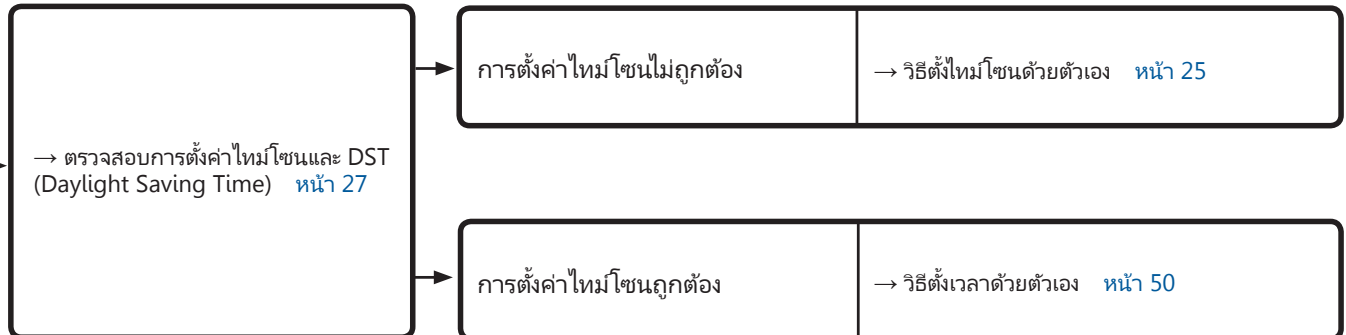 การตั้งค่าไทม์โซนไม่ถูกต้อง → วิธีตั้งไทม์โซนด้วยตัวเอง หน้า 25
→ ตรวจสอบการตั้งค่าไทม์โซนและ DST
(Daylight Saving Time) หน้า 27
การตั้งค่าไทม์โซนถูกต้อง → วิธีตั้งเวลาด้วยตัวเอง หน้า 50